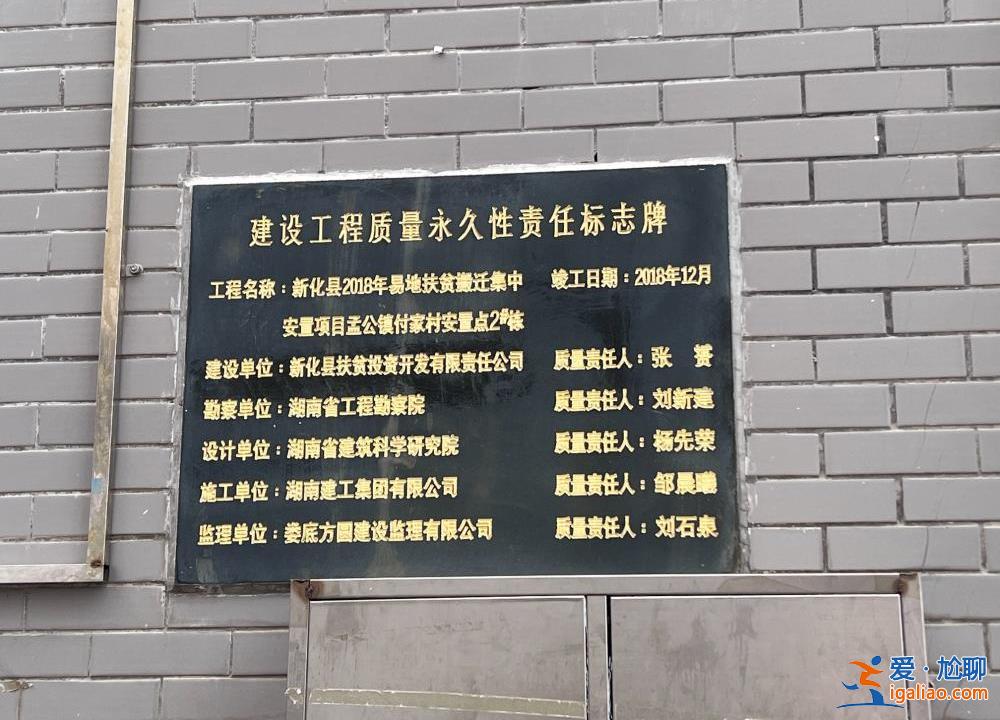 建设工程质量永久性责任标志牌
工程名称：新化县2018年易地扶贫搬迁集中 竣工日期：2018年12月
安置项目孟公镇付家村安置点2#栋
建设单位：新化县扶贫投资开发有限责任公司 质量责任人：张 赟
勘察单位：湖南省工程勘察院 质量责任人：刘新建
设计单位：湖南省建筑科学研究院 质量责任人：杨先荣
施工单位：湖南建工集团有限公司 质量责任人：邹晨曦
监理单位：娄底方圆建设监理有限公司 质量责任人：刘石泉
爱·尬聊
igaliao.com®